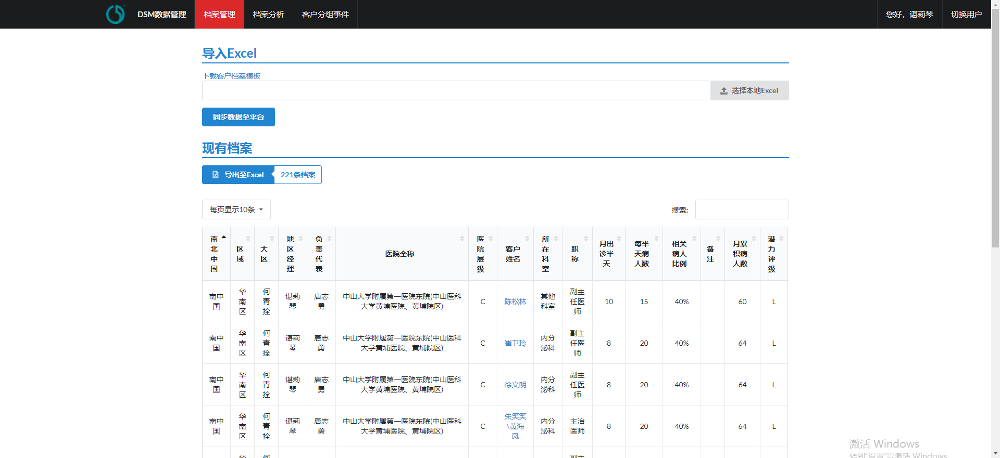 DSM数据管理 档案管理 档案分析 客户分组事件 您好，谌莉琴 切换用户
导入Excel
下载客户档案模板
选择本地Excel
同步数据至平台
现有档案
导出至Excel 221条档案
每页显示10条 搜索:
南北中国 区域 大区 地区经理 负责代表 医院全称 医院层级 客户姓名 所在科室 职称 月出诊半天 每半天病人数 相关病人比例 备注 月累积病人数 潜力评级
南中国 华南区 何青拴 谌莉琴 唐志勇 中山大学附属第一医院东院(中山医科大学黄埔医院、黄埔院区) C 陈松林 其他科室 副主任医师 10 15 40% 60 L
南中国 华南区 何青拴 谌莉琴 唐志勇 中山大学附属第一医院东院(中山医科大学黄埔医院、黄埔院区) C 崔卫玲 内分泌科 副主任医师 8 20 40% 64 L
南中国 华南区 何青拴 谌莉琴 唐志勇 中山大学附属第一医院东院(中山医科大学黄埔医院、黄埔院区) C 徐文明 内分泌科 副主任医师 8 20 40% 64 L
南中国 华南区 何青拴 谌莉琴 唐志勇 中山大学附属第一医院东院(中山医科大学黄埔医院、黄埔院区) C 朱笑笑\黄海凤 内分泌科 主治医师 8 20 40% 64 L
华 何 副主
激活 Windows
转到"设置"以激活 Windows